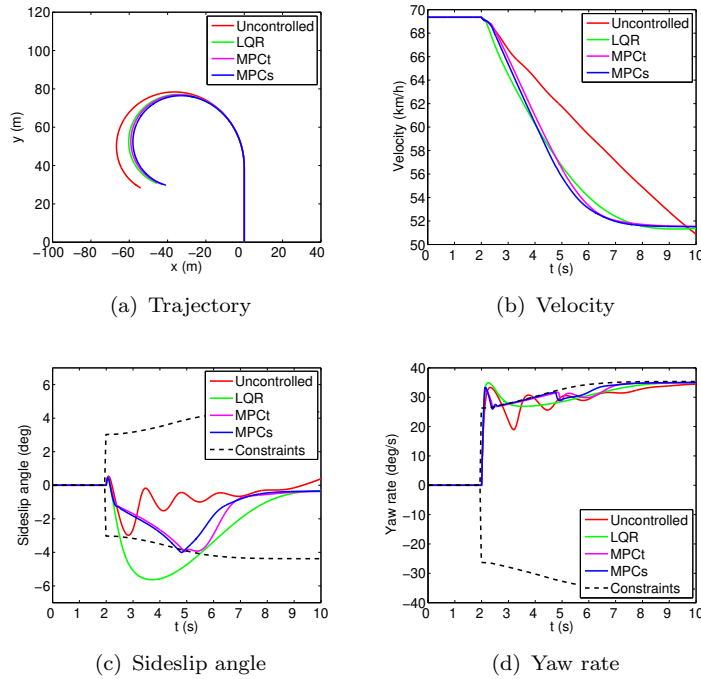 120
100
80
60
40
20
0
y (m)
−100 −80 −60 −40 −20 0 20 40
x (m)
Uncontrolled
LQR
MPCt
MPCs
(a) Trajectory
70
68
66
64
62
60
58
56
54
52
50
Velocity (km/h)
0 1 2 3 4 5 6 7 8 9 10
t (s)
Uncontrolled
LQR
MPCt
MPCs
(b) Velocity
6
4
2
0
−2
−4
−6
Sideslip angle (deg)
0 1 2 3 4 5 6 7 8 9 10
t (s)
Uncontrolled
LQR
MPCt
MPCs
Constraints
(c) Sideslip angle
40
30
20
10
0
−10
−20
−30
−40
Yaw rate (deg/s)
0 1 2 3 4 5 6 7 8 9 10
t (s)
Uncontrolled
LQR
MPCt
MPCs
Constraints
(d) Yaw rate